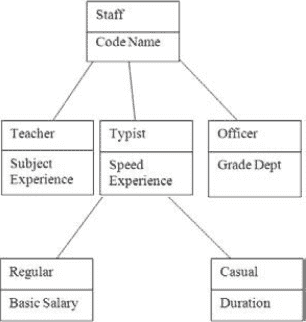 Staff
Code Name
Teacher
Subject
Experience
Typist
Speed
Experience
Officer
Grade Dept
Regular
Basic Salary
Casual
Duration